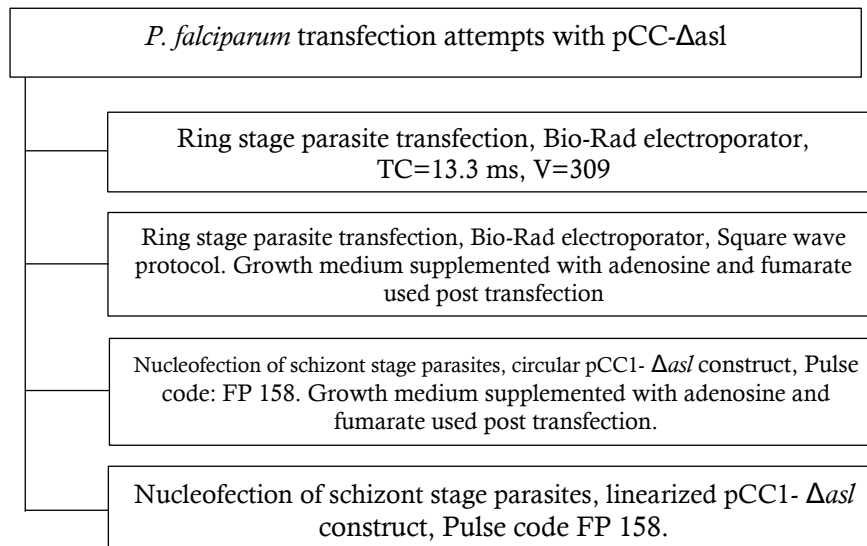 P. falciparum transfection attempts with pCC-Δasl
Ring stage parasite transfection, Bio-Rad electroporator,
TC=13.3 ms, V=309
Ring stage parasite transfection, Bio-Rad electroporator, Square wave
protocol. Growth medium supplemented with adenosine and fumarate
used post transfection
Nucleofection of schizont stage parasites, circular pCC1- Δasl construct, Pulse
code: FP 158. Growth medium supplemented with adenosine and
fumarate used post transfection.
Nucleofection of schizont stage parasites, linearized pCC1- Δasl
construct, Pulse code FP 158.